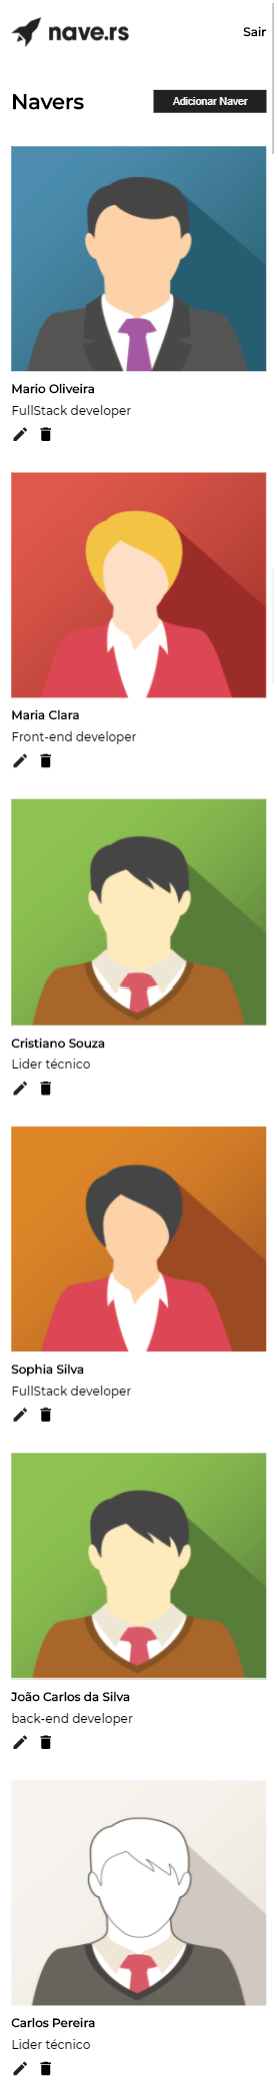 nave.rs
Sair
Navers
Adicionar Naver
Mario Oliveira
FullStack developer
Maria Clara
Front-end developer
Cristiano Souza
Lider técnico
Sophia Silva
FullStack developer
João Carlos da Silva
back-end developer
Carlos Pereira
Lider técnico